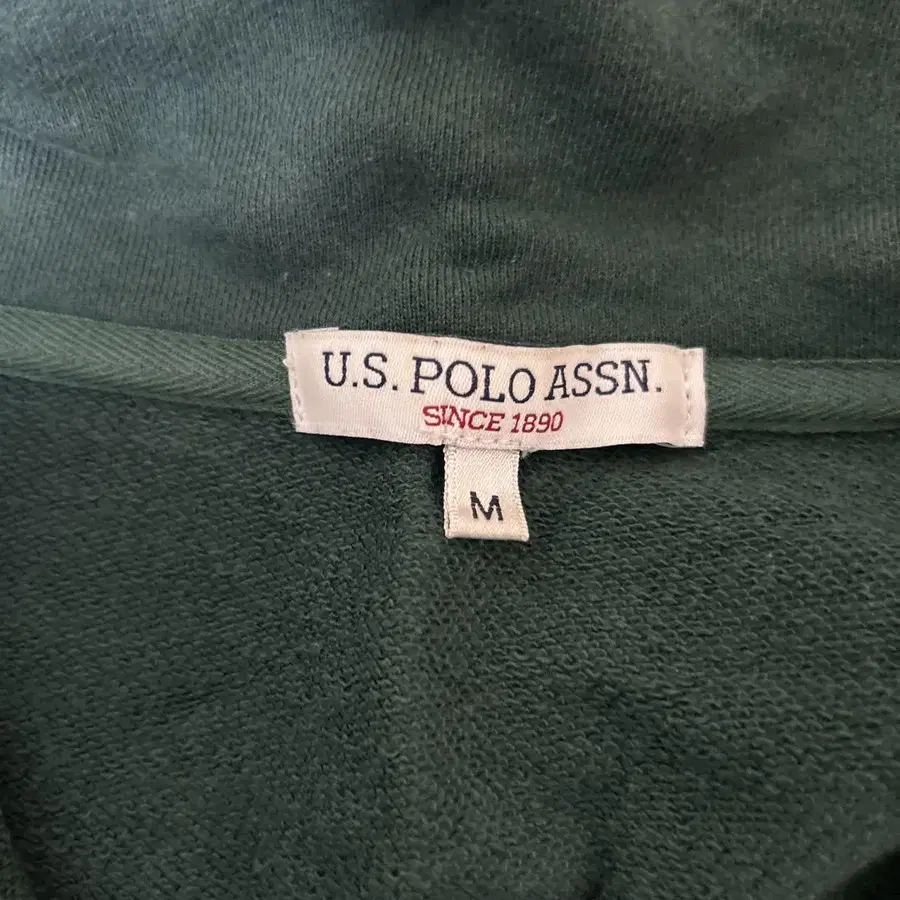 U.S. POLO ASSN.
SINCE 1890
M